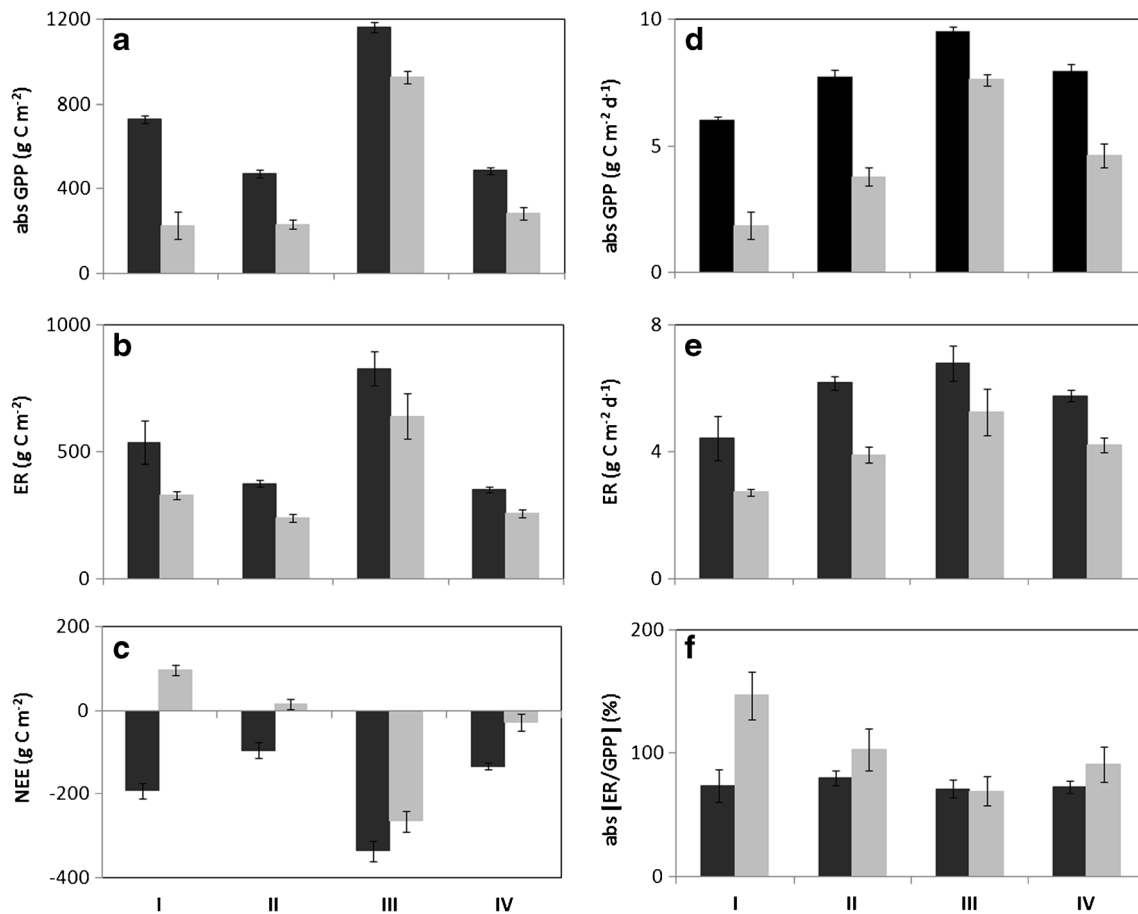 a
1200
800
400
0
abs GPP (g C m⁻²)
d
10
5
0
abs GPP (g C m⁻² d⁻¹)
b
1000
500
0
ER (g C m⁻²)
e
8
4
0
ER (g C m⁻² d⁻¹)
c
200
0
-200
-400
NEE (g C m⁻²)
I II III IV
f
200
100
0
abs [ER/GPP] (%)
I II III IV